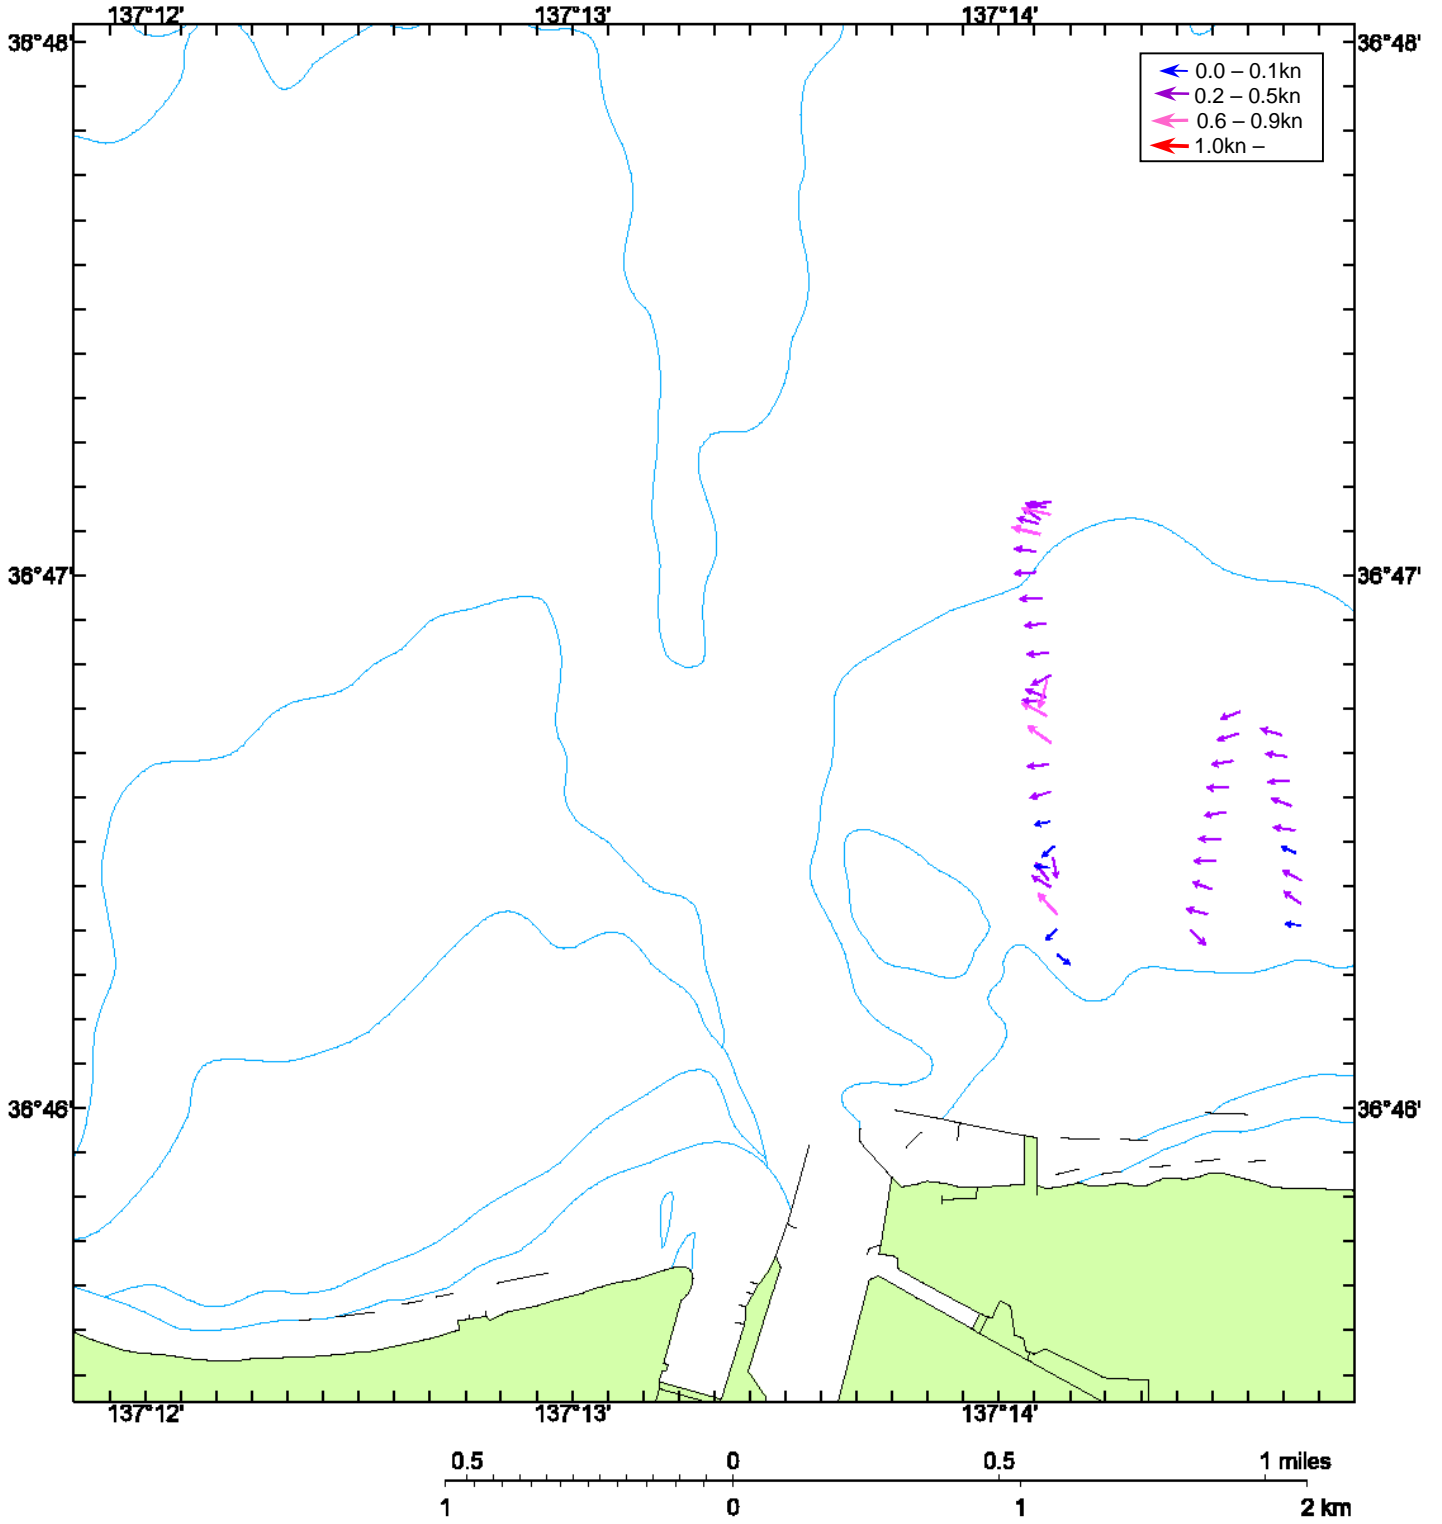 137°12' 137°13' 137°14'
36°48' 36°48'
0.0 – 0.1kn
0.2 – 0.5kn
0.6 – 0.9kn
1.0kn –
36°47' 36°47'
36°46' 36°46'
137°12' 137°13' 137°14'
0.5 0 0.5 1 miles
1 0 1 2 km